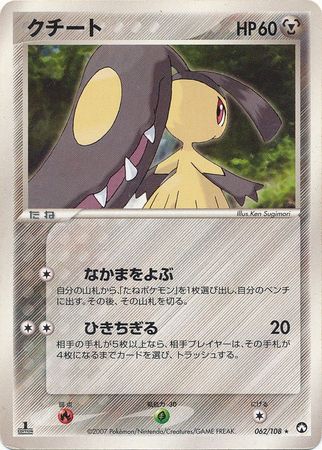 クチート HP60
たね
Illus.Ken Sugimori
なかまをよぶ
自分の山札から、「たねポケモン」を1枚選び出し、自分のベンチ
に出す。その後、その山札を切る。
ひきちぎる 20
相手の手札が5枚以上なら、相手プレイヤーは、その手札が
4枚になるまでカードを選び、トラッシュする。
弱点 抵抗力 -30 にげる
1 EDITION ©2007 Pokémon/Nintendo/Creatures/GAME FREAK. 062/108 ★